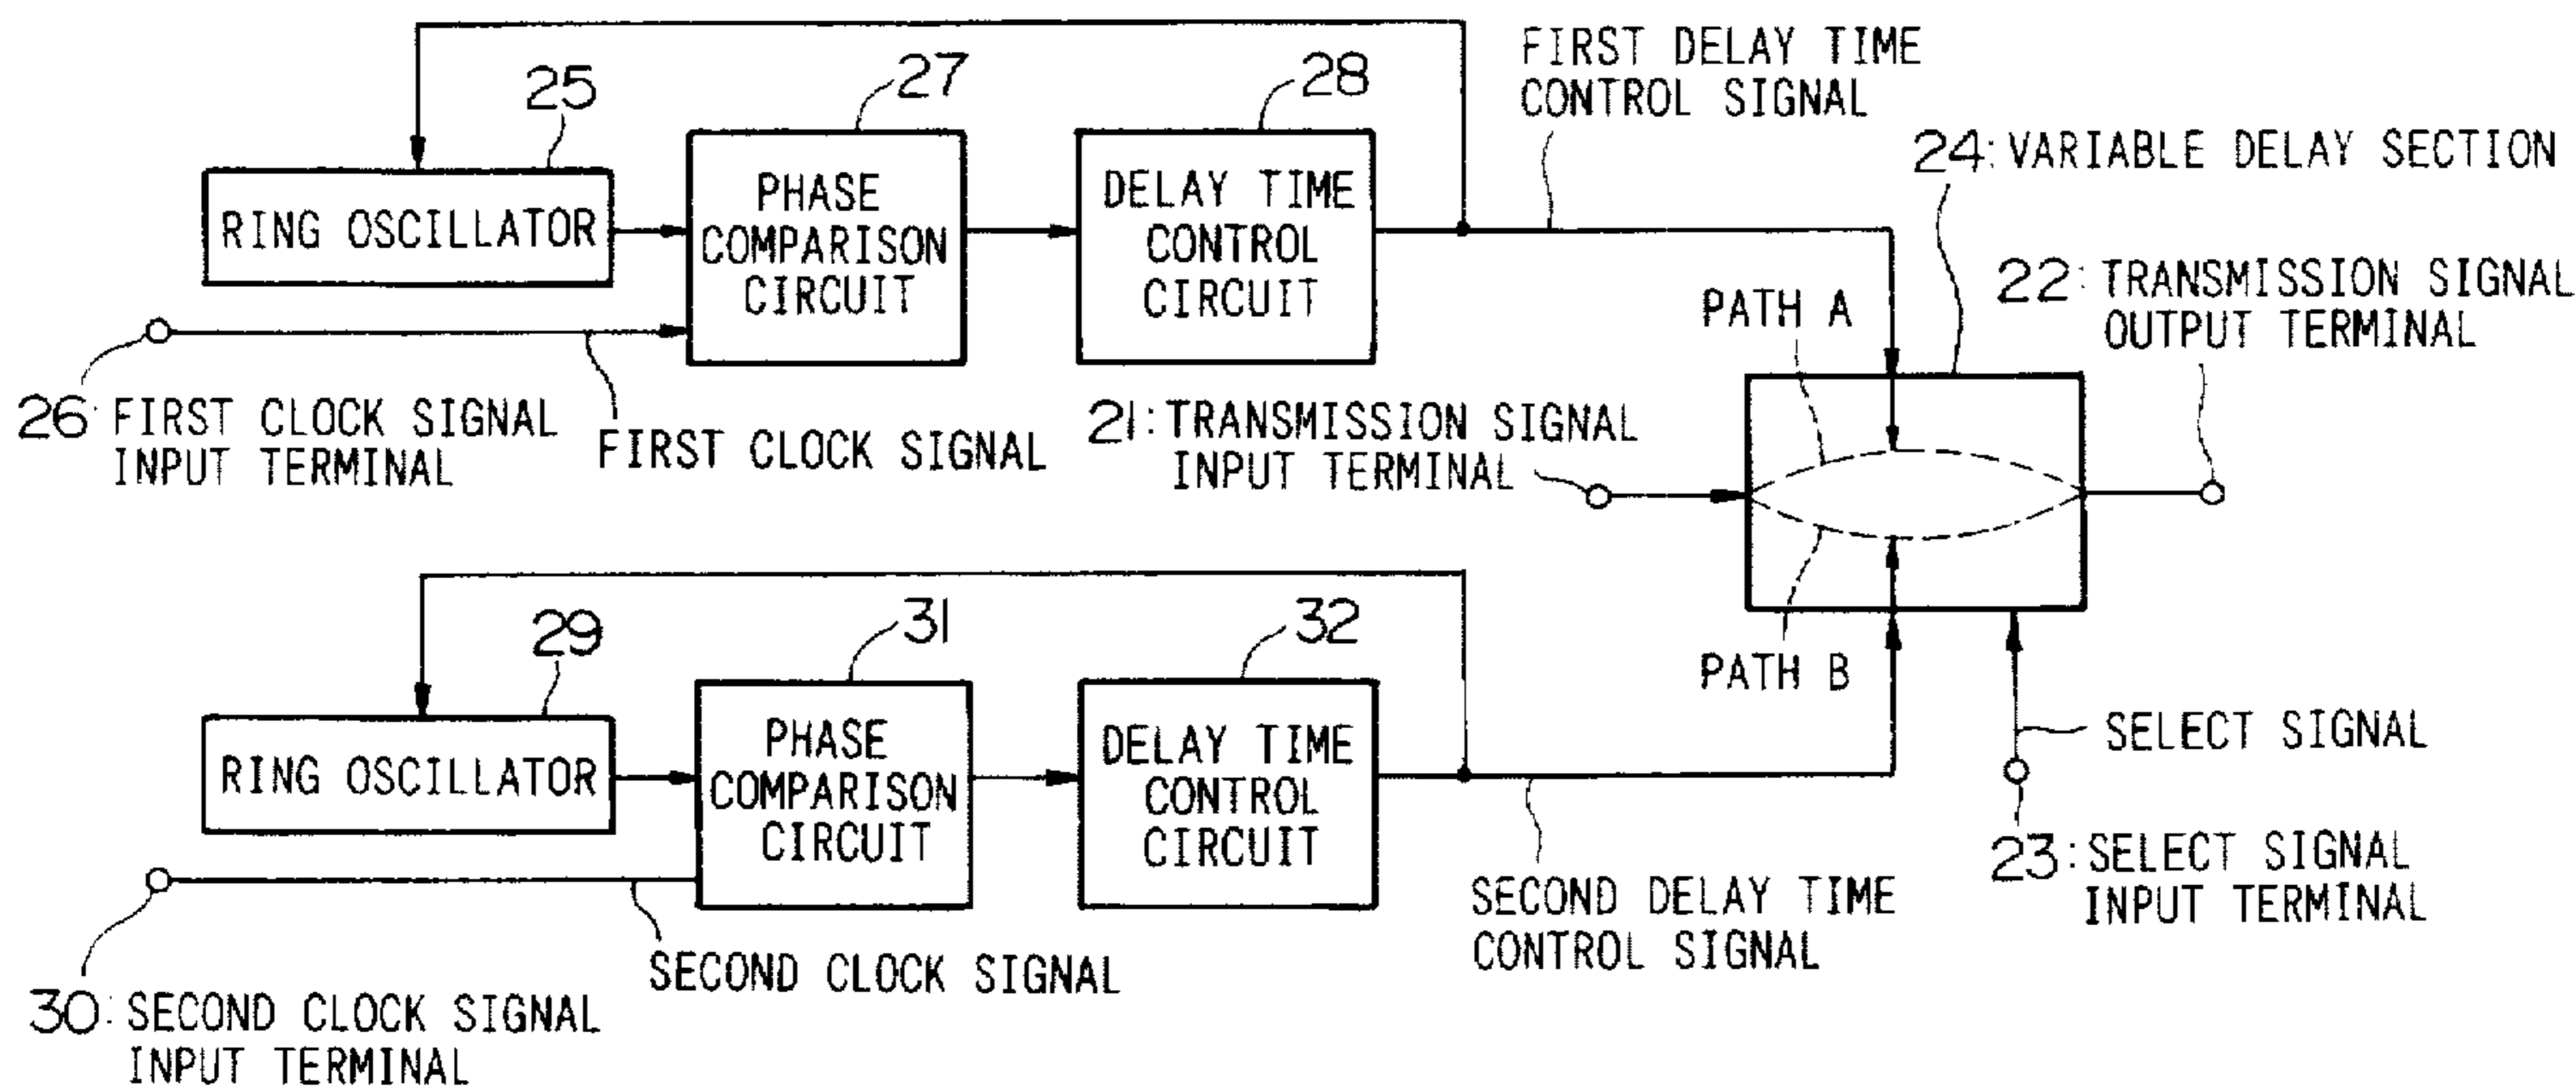 FIRST DELAY TIME
CONTROL SIGNAL
25
27
28
24: VARIABLE DELAY SECTION
RING OSCILLATOR
PHASE
COMPARISON
CIRCUIT
DELAY TIME
CONTROL
CIRCUIT
PATH A
22: TRANSMISSION SIGNAL
OUTPUT TERMINAL
26: FIRST CLOCK SIGNAL
INPUT TERMINAL
FIRST CLOCK SIGNAL
21: TRANSMISSION SIGNAL
INPUT TERMINAL
29
31
32
PATH B
RING OSCILLATOR
PHASE
COMPARISON
CIRCUIT
DELAY TIME
CONTROL
CIRCUIT
SELECT SIGNAL
23: SELECT SIGNAL
INPUT TERMINAL
SECOND DELAY TIME
CONTROL SIGNAL
SECOND CLOCK SIGNAL
30: SECOND CLOCK SIGNAL
INPUT TERMINAL